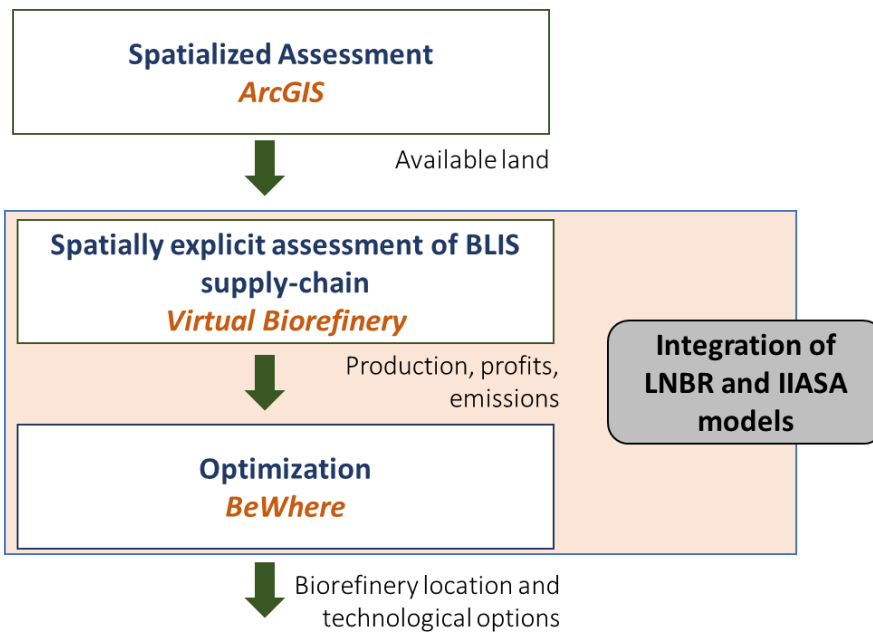 Spatialized Assessment
ArcGIS
Available land
Spatially explicit assessment of BLIS
supply-chain
Virtual Biorefinery
Production, profits,
emissions
Integration of
LNBR and IIASA
models
Optimization
BeWhere
Biorefinery location and
technological options